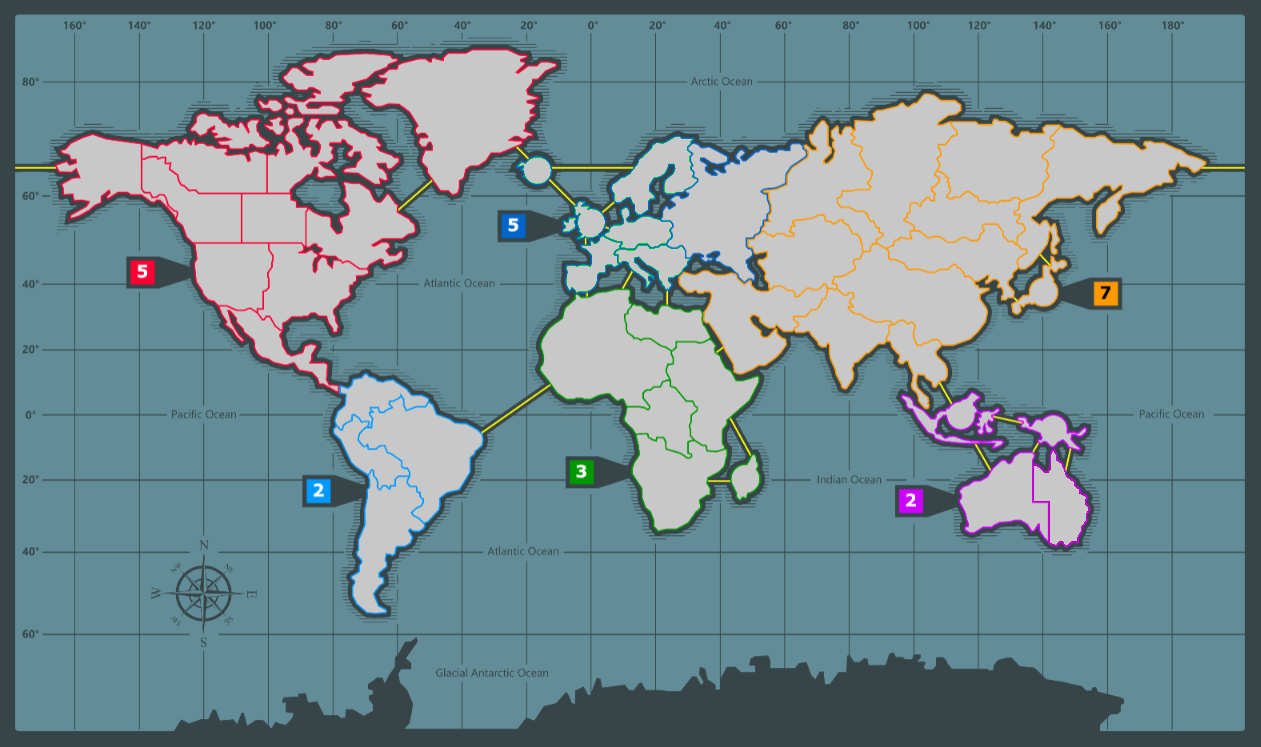 160° 140° 120° 100° 80° 60° 40° 20° 0° 20° 40° 60° 80° 100° 120° 140° 160° 180°
80°
Arctic Ocean
60°
5
5
40°
Atlantic Ocean
7
20°
0°
Pacific Ocean
Pacific Ocean
3
20°
Indian Ocean
2
2
40°
Atlantic Ocean
N
NW
W
E
SW
SE
S
60°
Glacial Antarctic Ocean